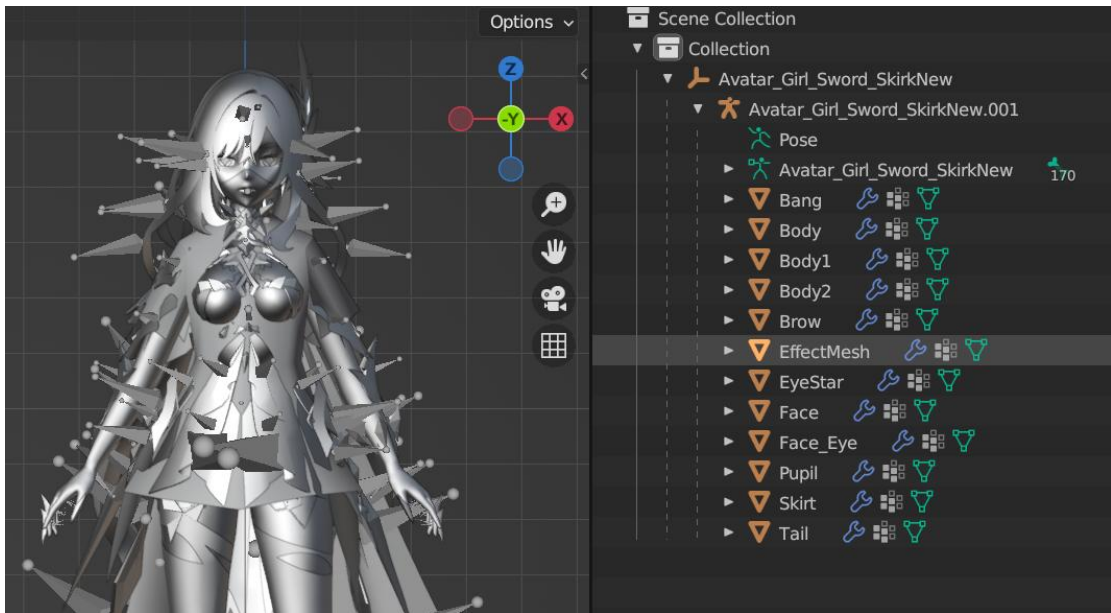 Options
Z
-Y
X
Scene Collection
Collection
Avatar_Girl_Sword_SkirkNew
Avatar_Girl_Sword_SkirkNew.001
Pose
Avatar_Girl_Sword_SkirkNew 170
Bang
Body
Body1
Body2
Brow
EffectMesh
EyeStar
Face
Face_Eye
Pupil
Skirt
Tail